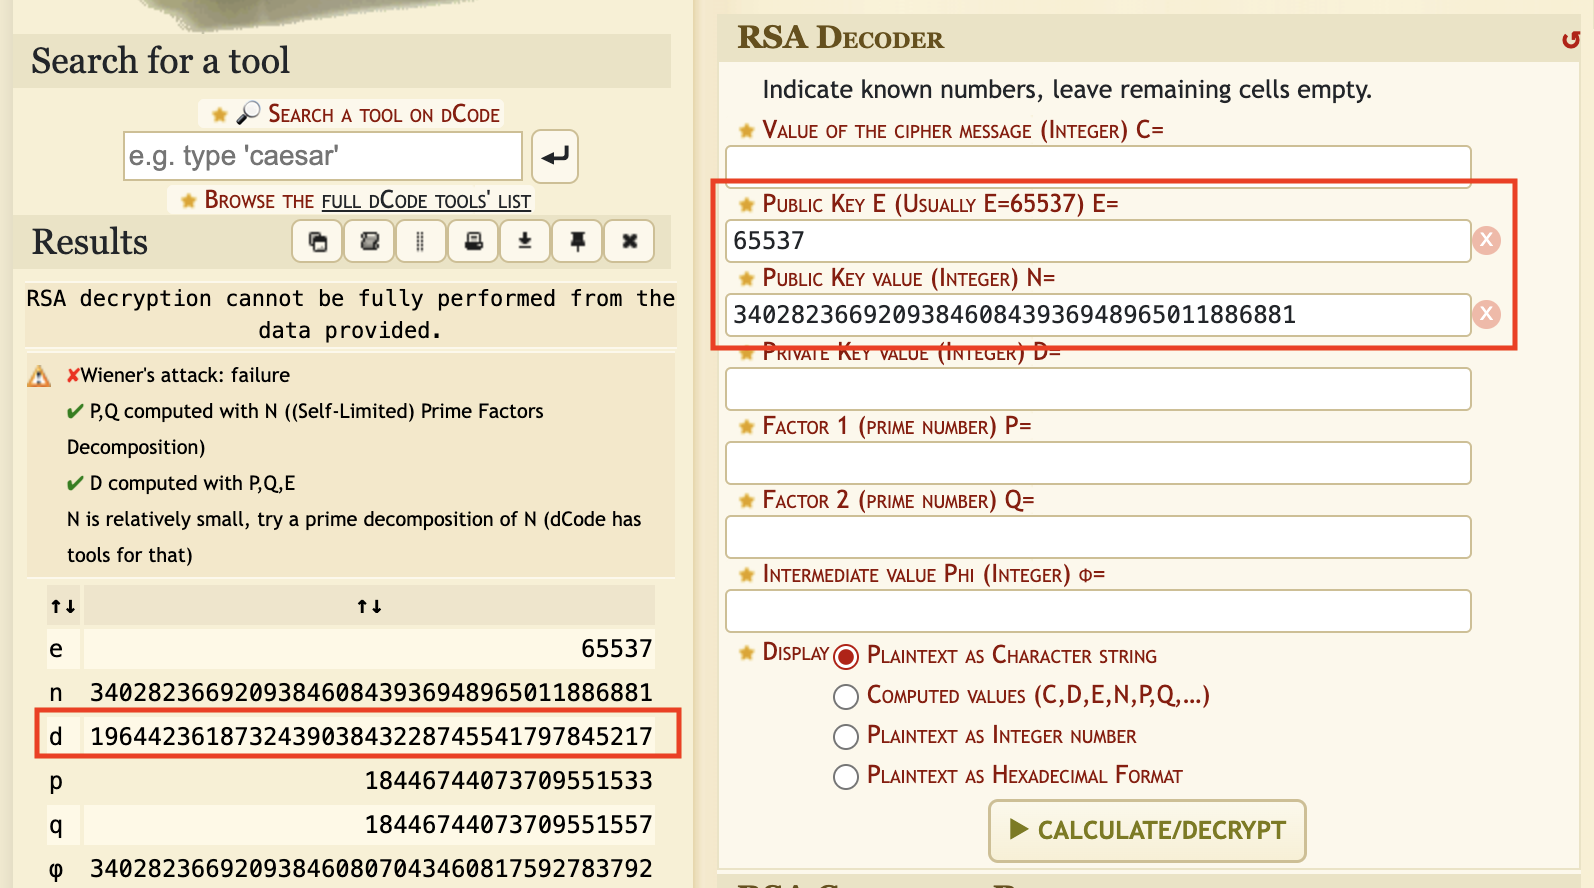 Search for a tool
Search a tool on dCode
e.g. type 'caesar'
Browse the full dCode tools' list
Results
RSA decryption cannot be fully performed from the
data provided.
✘Wiener's attack: failure
✔ P,Q computed with N ((Self-Limited) Prime Factors
Decomposition)
✔ D computed with P,Q,E
N is relatively small, try a prime decomposition of N (dCode has
tools for that)
↑↓ ↑↓
e 65537
n 340282366920938460843936948965011886881
d 196442361873243903843228745541797845217
p 18446744073709551533
q 18446744073709551557
φ 340282366920938460807043460817592783792
RSA Decoder
Indicate known numbers, leave remaining cells empty.
Value of the cipher message (Integer) C=
Public Key E (Usually E=65537) E=
65537
X
Public Key value (Integer) N=
340282366920938460843936948965011886881
X
Private Key value (Integer) D=
Factor 1 (prime number) P=
Factor 2 (prime number) Q=
Intermediate value Phi (Integer) Φ=
Display
Plaintext as Character string
Computed values (C,D,E,N,P,Q,...)
Plaintext as Integer number
Plaintext as Hexadecimal Format
▶ CALCULATE/DECRYPT